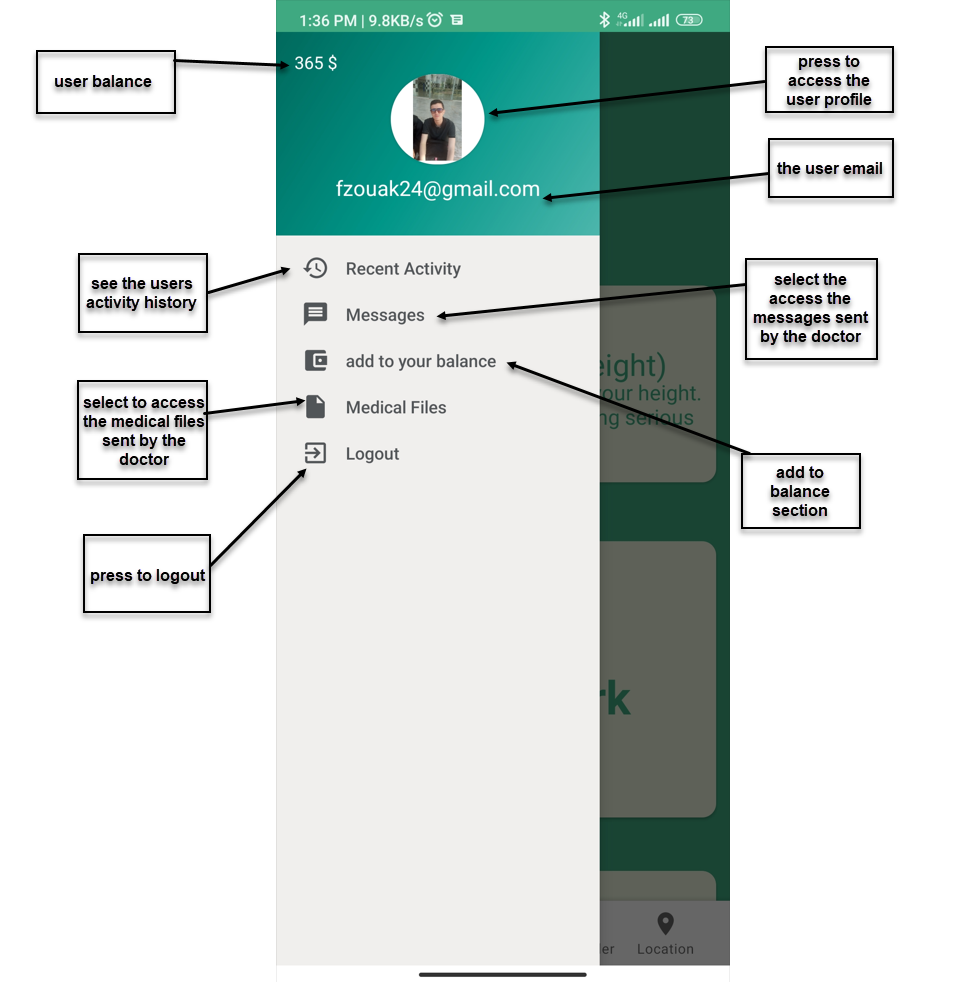 1:36 PM | 9.8KB/s
4G
73
365 $
fzouak24@gmail.com
Recent Activity
Messages
add to your balance
Medical Files
Logout
eight)
our height.
ng serious
rk
er
Location
user balance
see the users
activity history
select to access
the medical files
sent by the
doctor
press to logout
press to
access the
user profile
the user email
select the
access the
messages sent
by the doctor
add to
balance
section